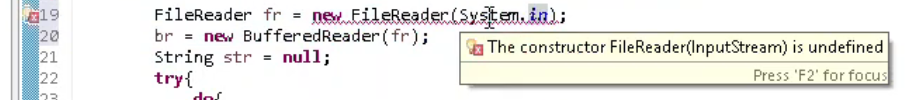 19 FileReader fr = new FileReader(System.in);
20 br = new BufferedReader(fr);
The constructor FileReader(InputStream) is undefined
21 String str = null;
22 try{
Press 'F2' for focus
23 do{